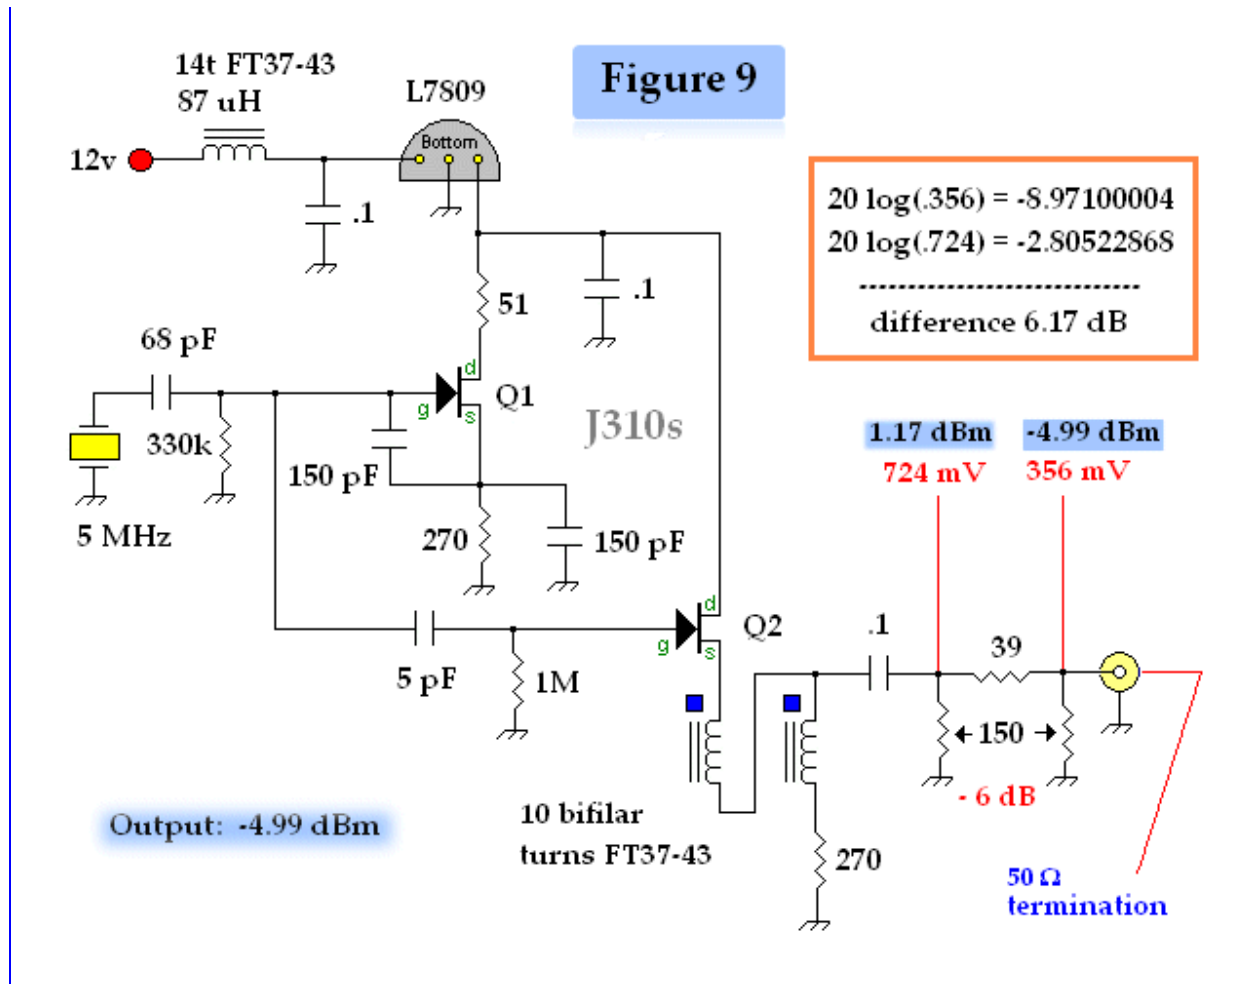 14t FT37-43
87 uH
L7809
Figure 9
Bottom
12v
.1
20 log(.356) = -8.97100004
20 log(.724) = -2.80522868
----------------------------
difference 6.17 dB
51
.1
68 pF
d
g
s
Q1
J310s
330k
150 pF
1.17 dBm
-4.99 dBm
724 mV
356 mV
5 MHz
270
150 pF
d
g
s
Q2
.1
39
5 pF
1M
150
- 6 dB
Output: -4.99 dBm
10 bifilar
turns FT37-43
270
50 Ω
termination